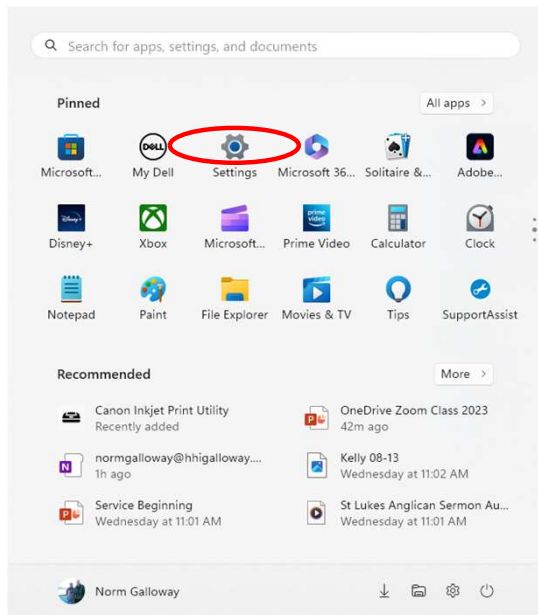 Search for apps, settings, and documents
Pinned
All apps >
DELL
Microsoft...
My Dell
Settings
Microsoft 36...
Solitaire &...
Adobe...
Disney+
prime video
Disney+
Xbox
Microsoft...
Prime Video
Calculator
Clock
Notepad
Paint
File Explorer
Movies & TV
Tips
SupportAssist
Recommended
More >
Canon Inkjet Print Utility
Recently added
OneDrive Zoom Class 2023
42m ago
normgalloway@hhigalloway....
1h ago
Kelly 08-13
Wednesday at 11:02 AM
Service Beginning
Wednesday at 11:01 AM
St Lukes Anglican Sermon Au...
Wednesday at 11:01 AM
Norm Galloway